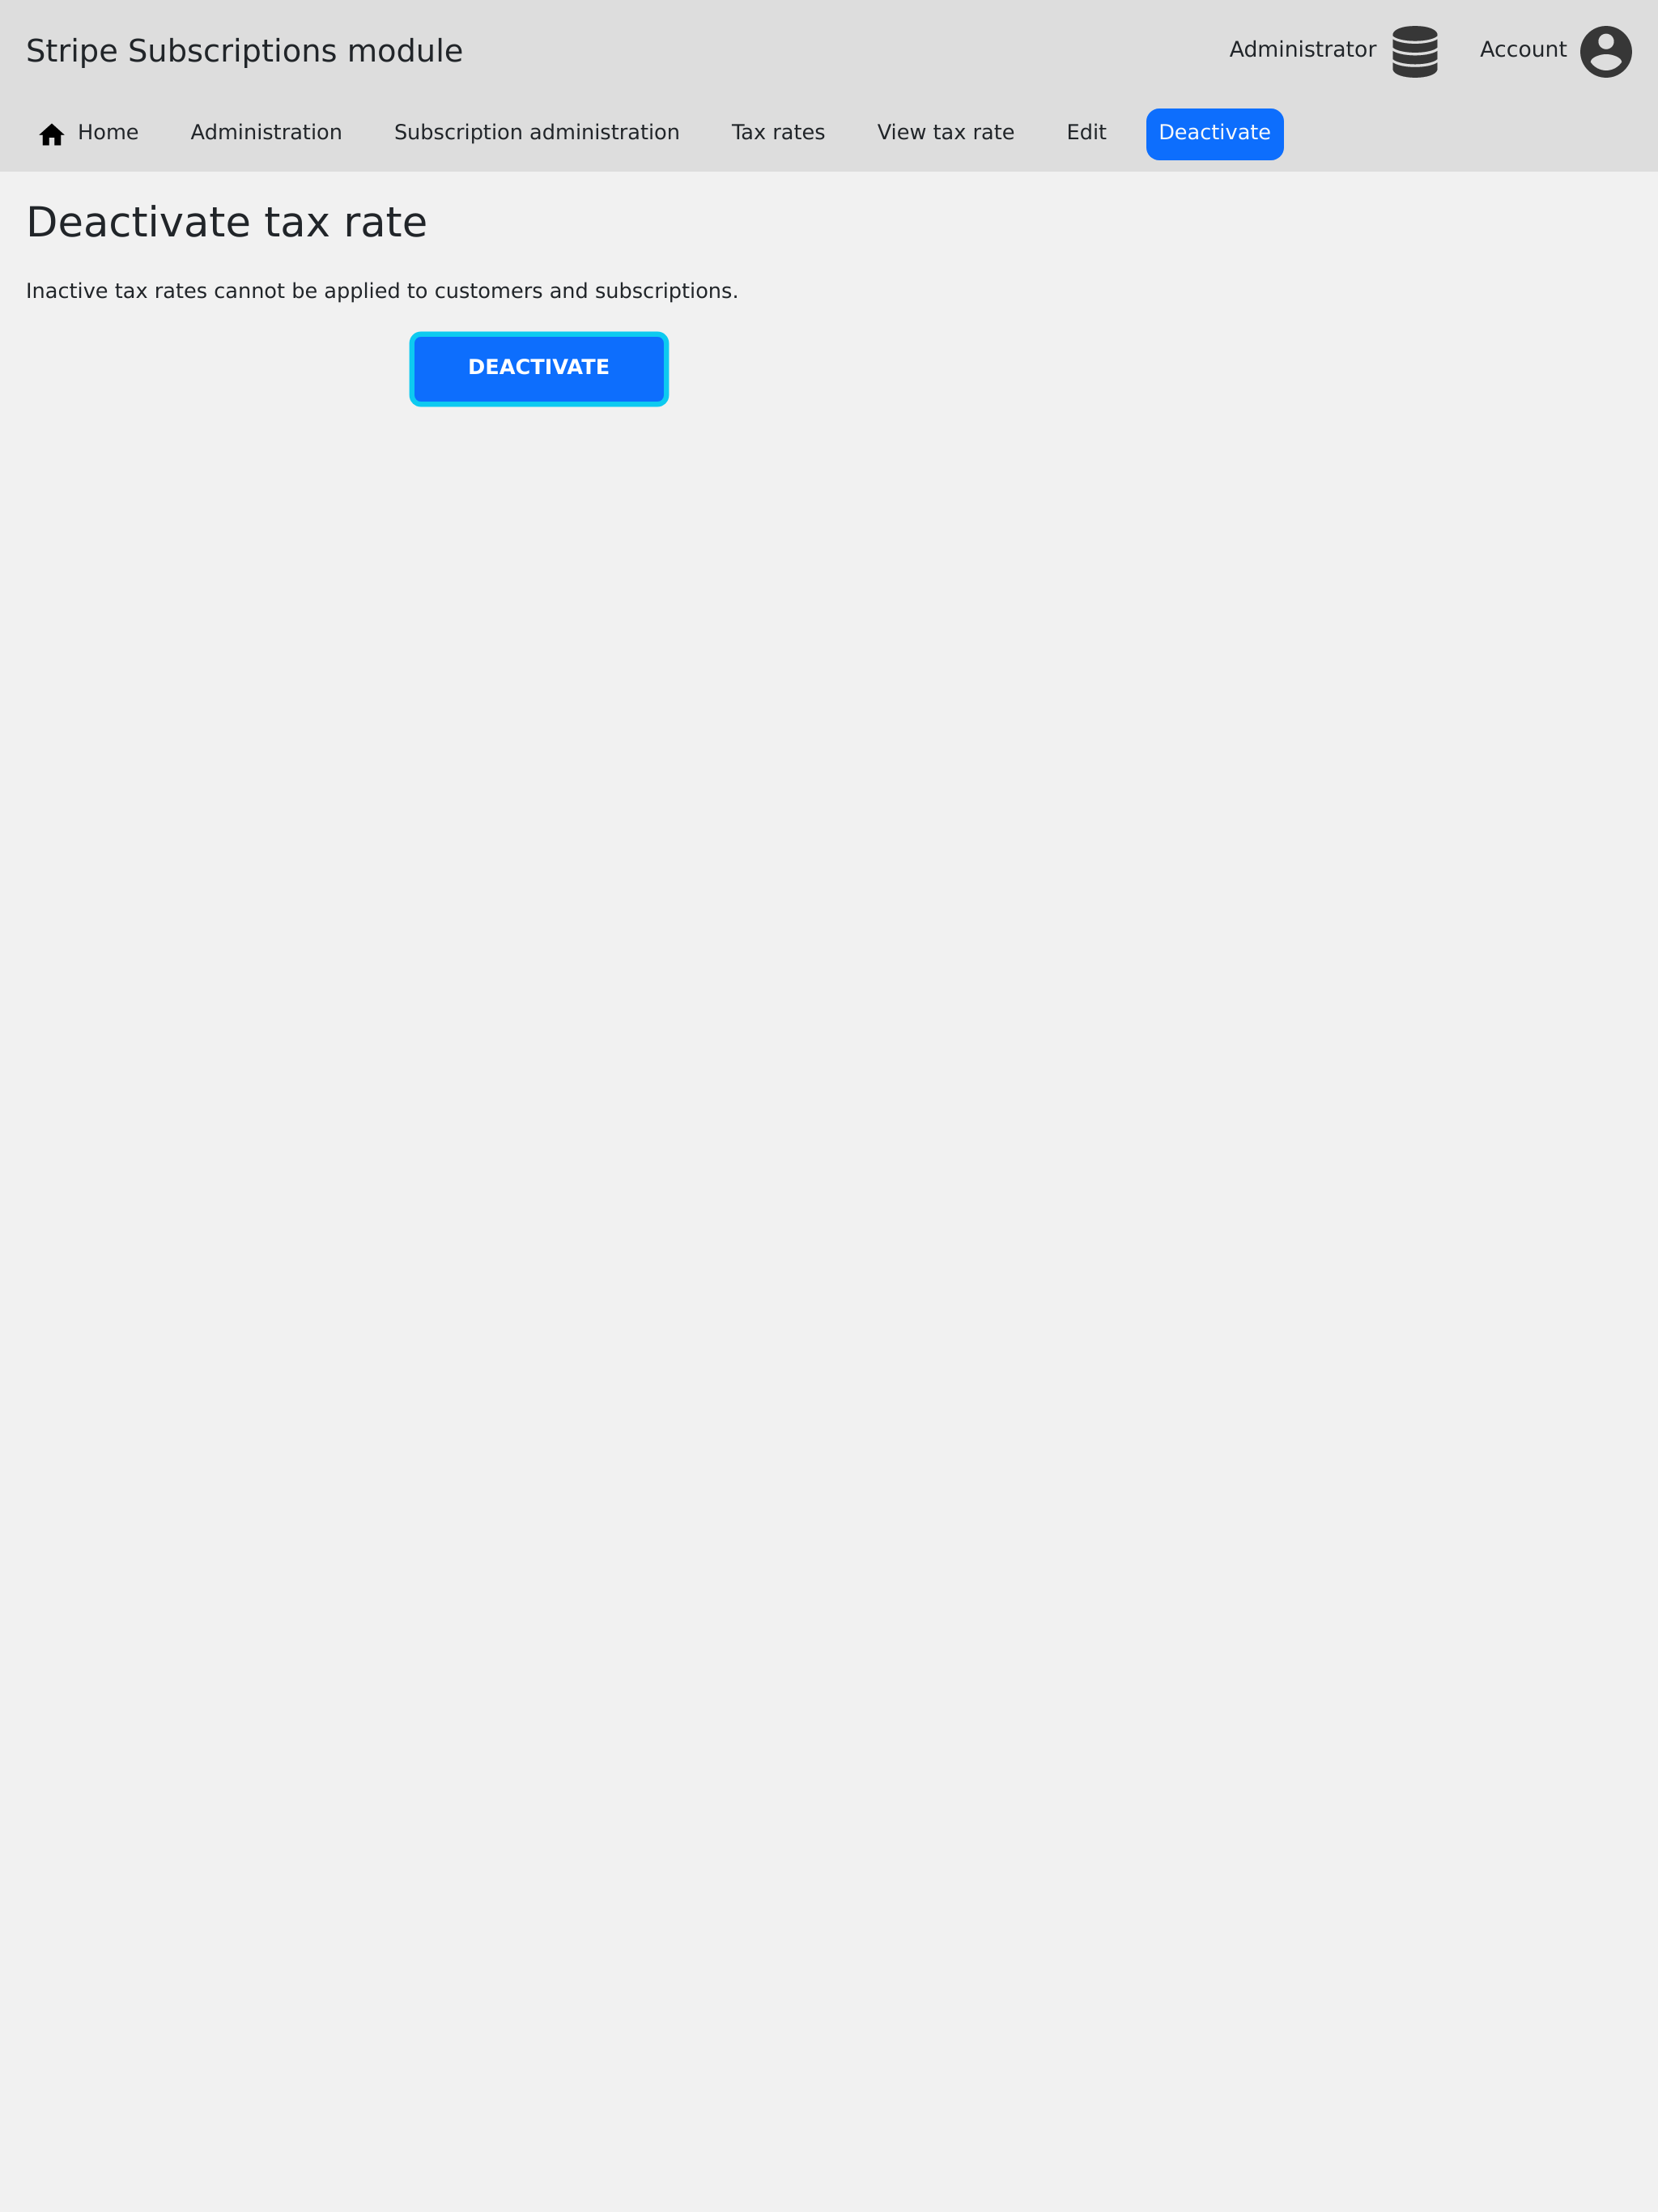 Stripe Subscriptions module
Administrator
Account
Home
Administration
Subscription administration
Tax rates
View tax rate
Edit
Deactivate
Deactivate tax rate
Inactive tax rates cannot be applied to customers and subscriptions.
DEACTIVATE